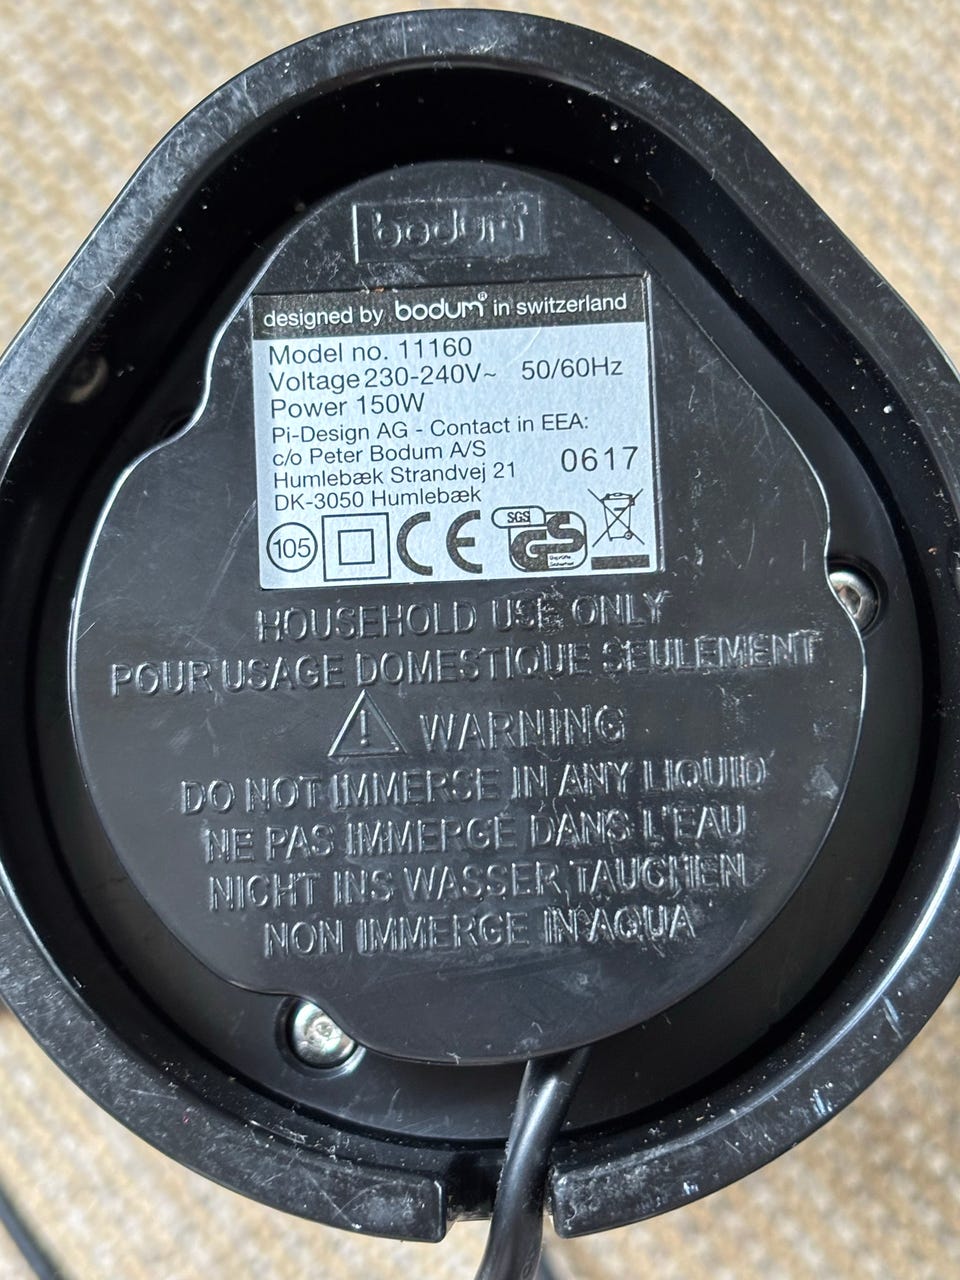 bodum®
designed by bodum® in switzerland
Model no. 11160
Voltage 230-240V~ 50/60Hz
Power 150W
Pi-Design AG - Contact in EEA:
c/o Peter Bodum A/S
Humlebæk Strandvej 21 0617
DK-3050 Humlebæk
105 CE SGS GS
HOUSEHOLD USE ONLY
POUR USAGE DOMESTIQUE SEULEMENT
WARNING
DO NOT IMMERSE IN ANY LIQUID
NE PAS IMMERGE DANS L'EAU
NICHT INS WASSER TAUCHEN
NON IMMERGE IN AQUA